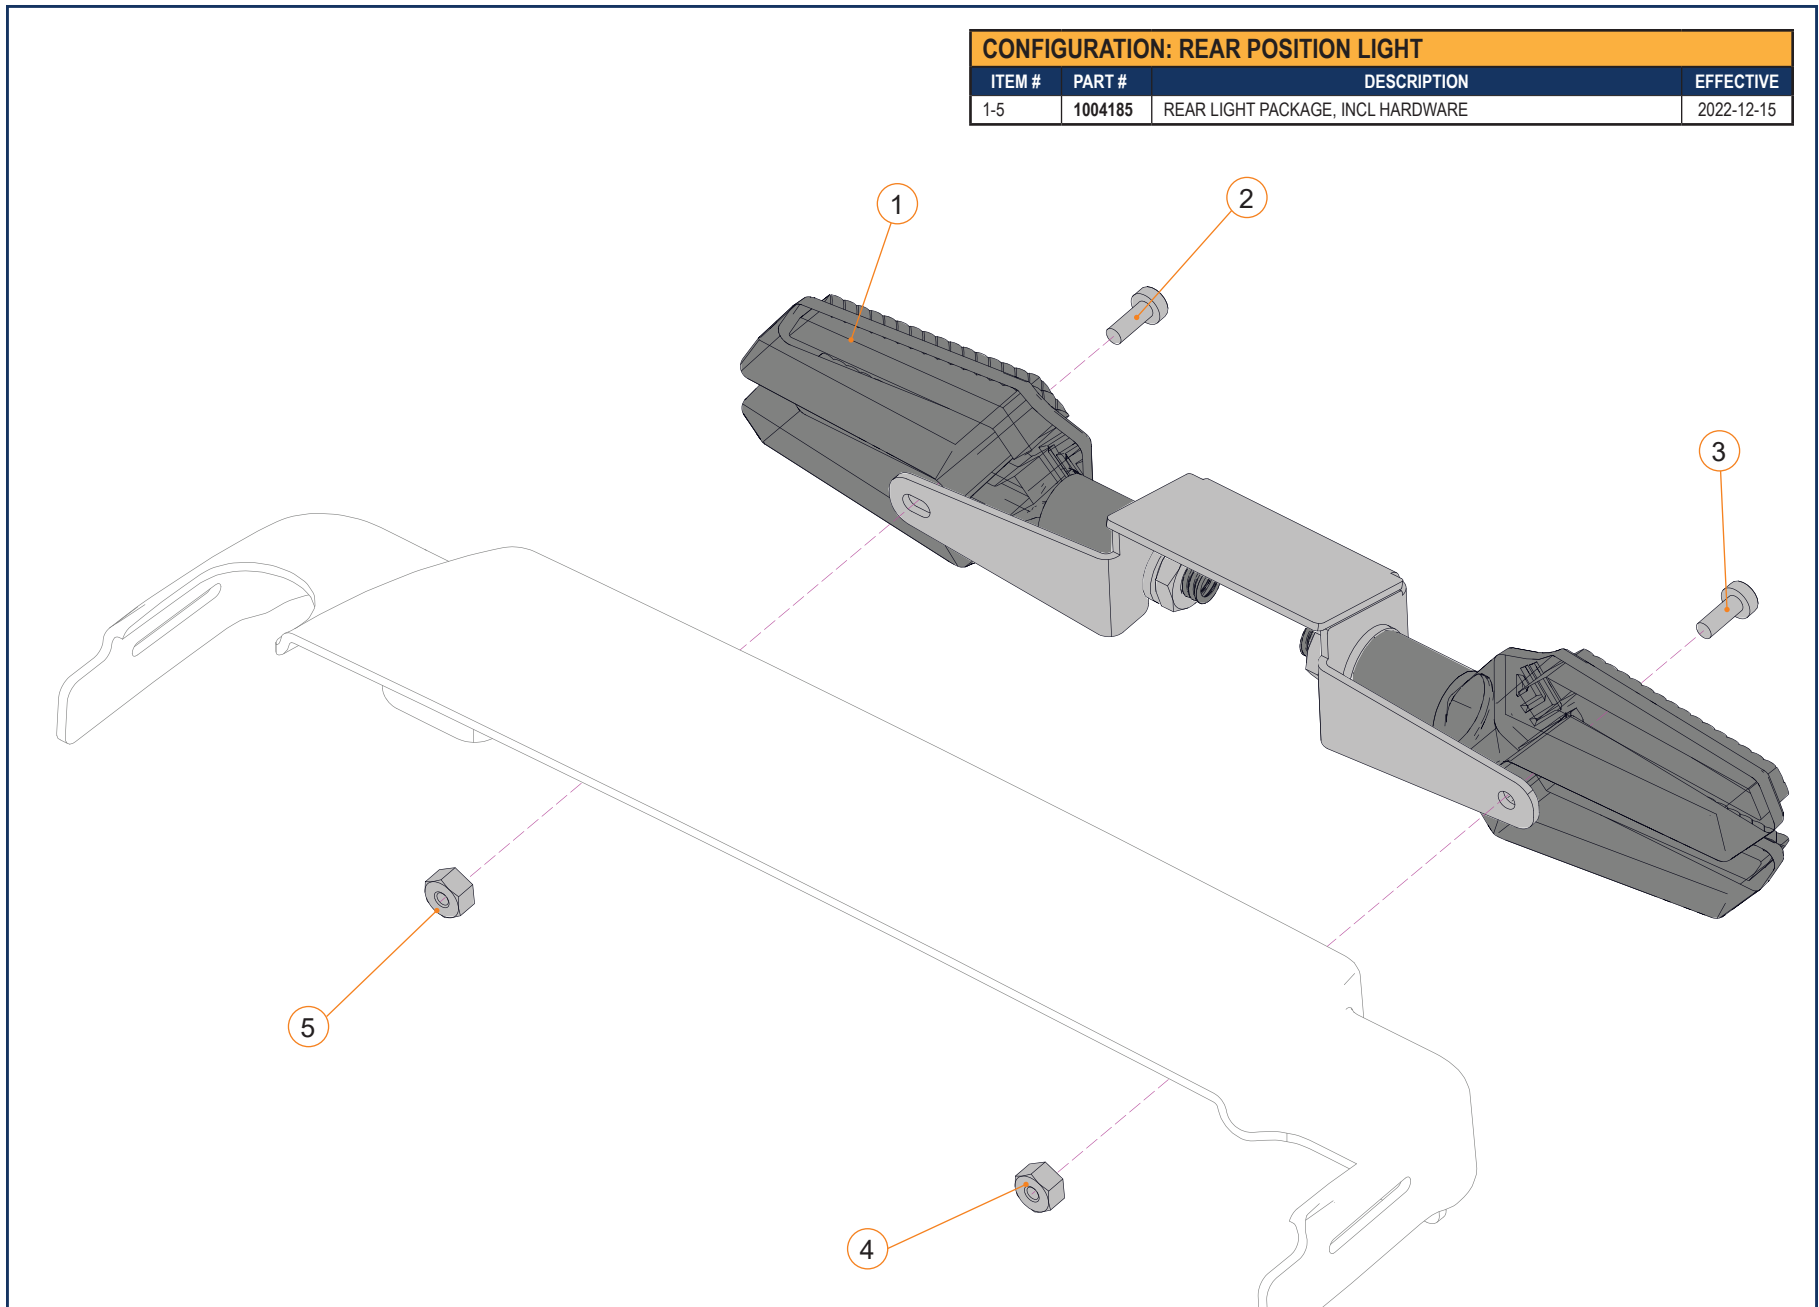 CONFIGURATION: REAR POSITION LIGHT
ITEM # PART # DESCRIPTION EFFECTIVE
1-5 1004185 REAR LIGHT PACKAGE, INCL HARDWARE 2022-12-15
1
2
3
5
4